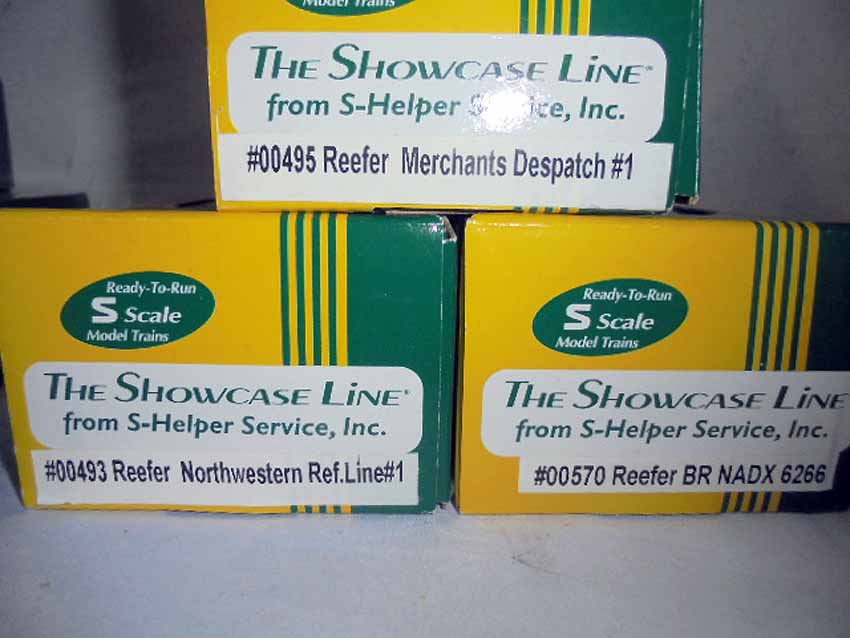 Model Trains
THE SHOWCASE LINE
from S-Helper Service, Inc.
#00495 Reefer Merchants Despatch #1
Ready-To-Run
S Scale
Model Trains
THE SHOWCASE LINE
from S-Helper Service, Inc.
#00493 Reefer Northwestern Ref.Line#1
Ready-To-Run
S Scale
Model Trains
THE SHOWCASE LINE
from S-Helper Service, Inc.
#00570 Reefer BR NADX 6266